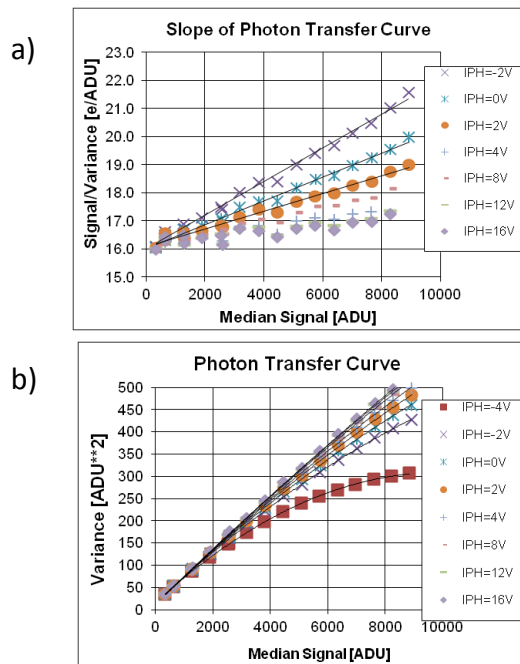 a)
Slope of Photon Transfer Curve
Signal/Variance [e/ADU]
23.0
22.0
21.0
20.0
19.0
18.0
17.0
16.0
15.0
0 2000 4000 6000 8000 10000
Median Signal [ADU]
IPH=-2V
IPH=0V
IPH=2V
IPH=4V
IPH=8V
IPH=12V
IPH=16V
b)
Photon Transfer Curve
Variance [ADU**2]
500
450
400
350
300
250
200
150
100
50
0
0 2000 4000 6000 8000 10000
Median Signal [ADU]
IPH=-4V
IPH=-2V
IPH=0V
IPH=2V
IPH=4V
IPH=8V
IPH=12V
IPH=16V